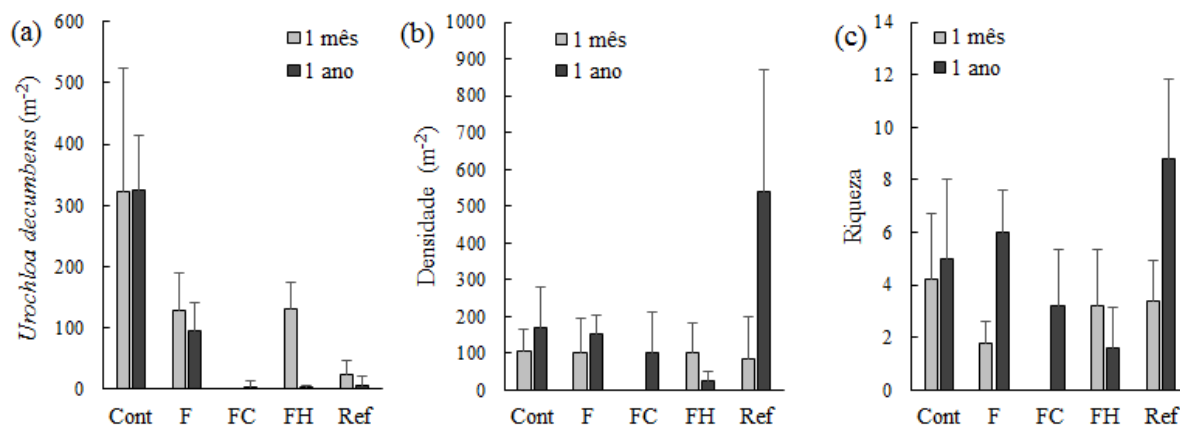 (a)
Urochloa decumbens (m-2)
600
500
400
300
200
100
0
1 mês
1 ano
Cont F FC FH Ref
(b)
Densidade (m-2)
1000
900
800
700
600
500
400
300
200
100
0
1 mês
1 ano
Cont F FC FH Ref
(c)
Riqueza
14
12
10
8
6
4
2
0
1 mês
1 ano
Cont F FC FH Ref